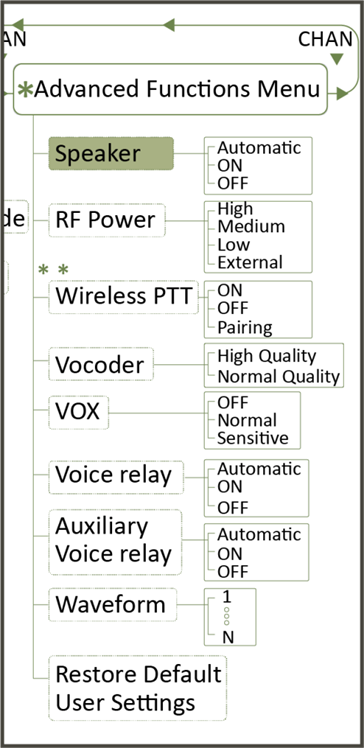 AN
CHAN
*Advanced Functions Menu
Speaker
Automatic
ON
OFF
de
RF Power
High
Medium
Low
External
**
Wireless PTT
ON
OFF
Pairing
Vocoder
High Quality
Normal Quality
VOX
OFF
Normal
Sensitive
Voice relay
Automatic
ON
OFF
Auxiliary
Voice relay
Automatic
ON
OFF
Waveform
1
N
Restore Default
User Settings